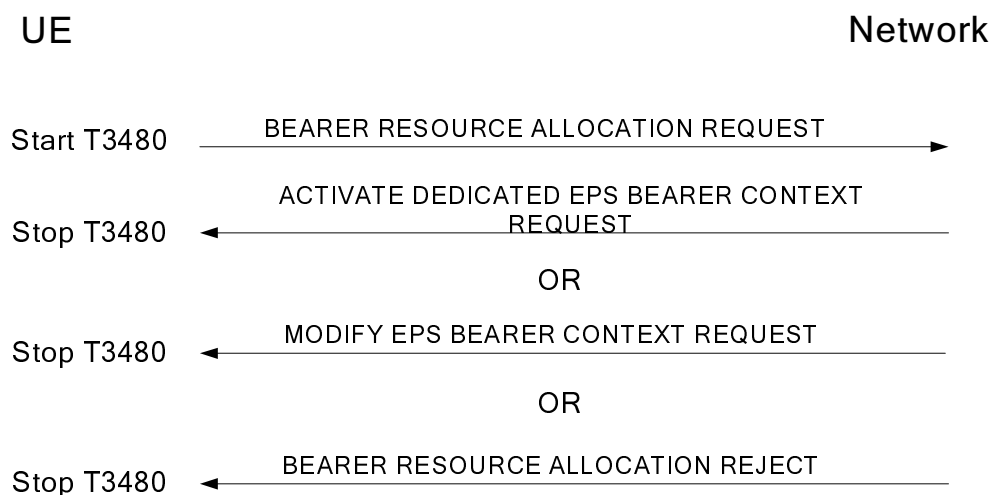 UE
Network
Start T3480
BEARER RESOURCE ALLOCATION REQUEST
ACTIVATE DEDICATED EPS BEARER CONTEXT
REQUEST
Stop T3480
OR
MODIFY EPS BEARER CONTEXT REQUEST
Stop T3480
OR
BEARER RESOURCE ALLOCATION REJECT
Stop T3480